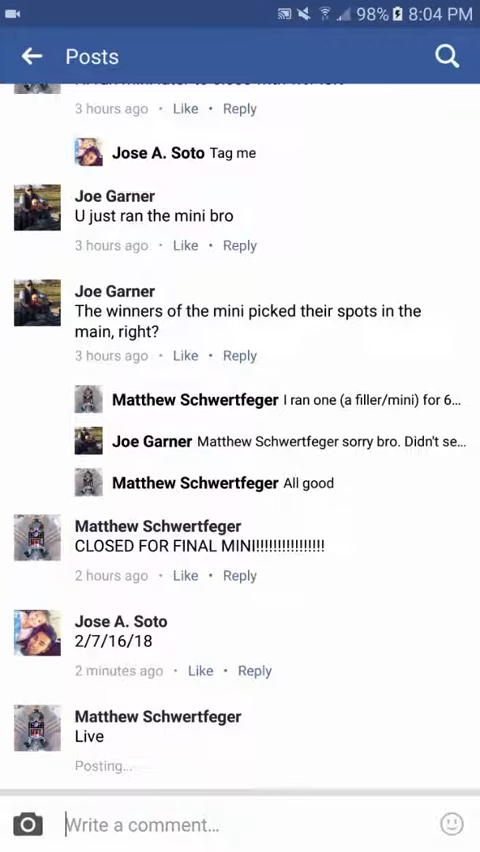 98% 8:04 PM
Posts
3 hours ago • Like • Reply
Jose A. Soto Tag me
Joe Garner
U just ran the mini bro
3 hours ago • Like • Reply
Joe Garner
The winners of the mini picked their spots in the
main, right?
3 hours ago • Like • Reply
Matthew Schwertfeger I ran one (a filler/mini) for 6...
Joe Garner Matthew Schwertfeger sorry bro. Didn't se...
Matthew Schwertfeger All good
Matthew Schwertfeger
CLOSED FOR FINAL MINI!!!!!!!!!!!!!!!!
2 hours ago • Like • Reply
Jose A. Soto
2/7/16/18
2 minutes ago • Like • Reply
Matthew Schwertfeger
Live
Posting...
Write a comment...